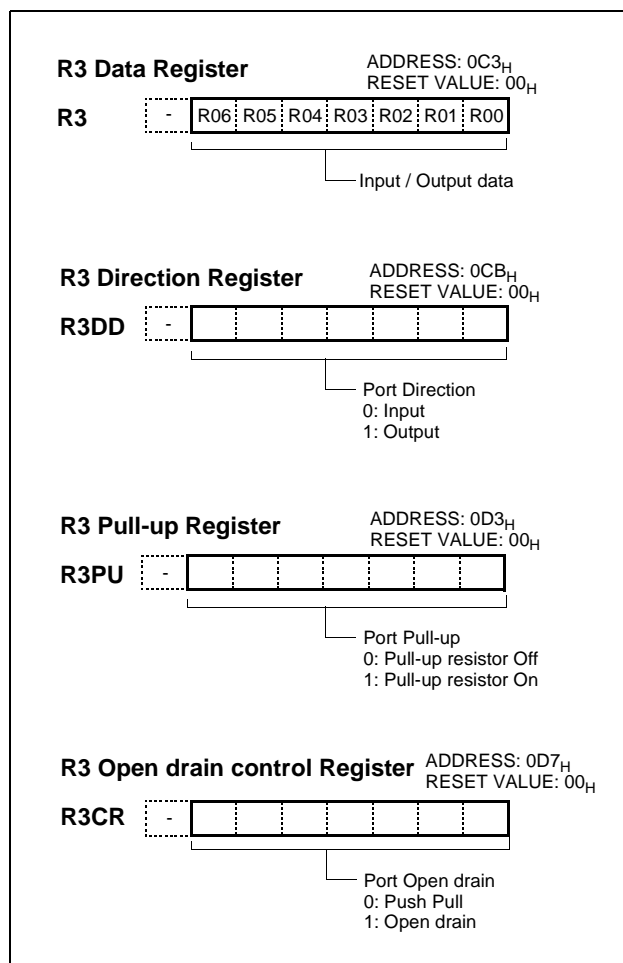 R3 Data Register
ADDRESS: 0C3H
RESET VALUE: 00H
R3
- R06 R05 R04 R03 R02 R01 R00
Input / Output data
R3 Direction Register
ADDRESS: 0CBH
RESET VALUE: 00H
R3DD
-
Port Direction
0: Input
1: Output
R3 Pull-up Register
ADDRESS: 0D3H
RESET VALUE: 00H
R3PU
-
Port Pull-up
0: Pull-up resistor Off
1: Pull-up resistor On
R3 Open drain control Register
ADDRESS: 0D7H
RESET VALUE: 00H
R3CR
-
Port Open drain
0: Push Pull
1: Open drain